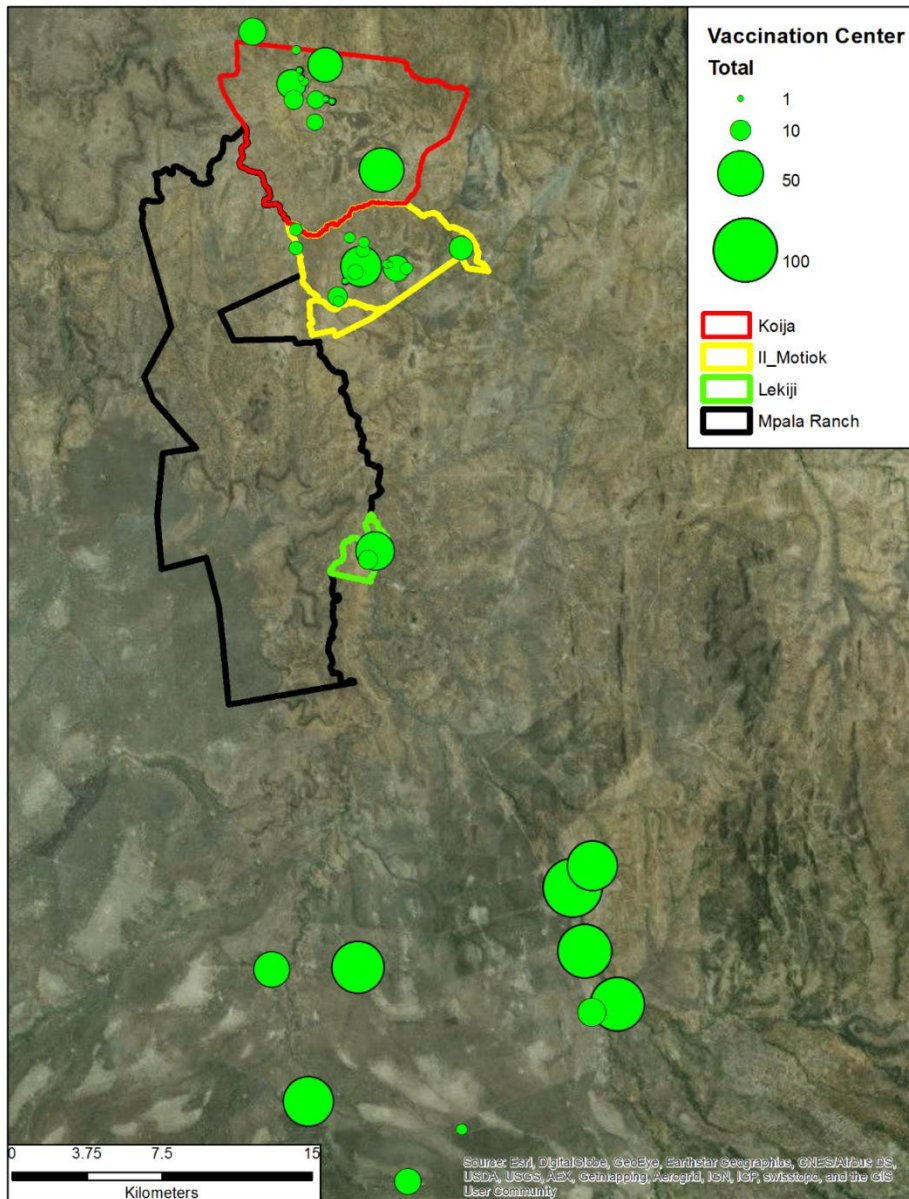 Vaccination Center
Total
1
10
50
100
Koija
Il_Motiok
Lekiji
Mpala Ranch
0 3.75 7.5 15
Kilometers
Source: Esri, DigitalGlobe, GeoEye, Earthstar Geographics, CNES/Airbus DS,
USDA, USGS, AEX, Getmapping, Aerogrid, IGN, IGP, swisstopo, and the GIS
User Community